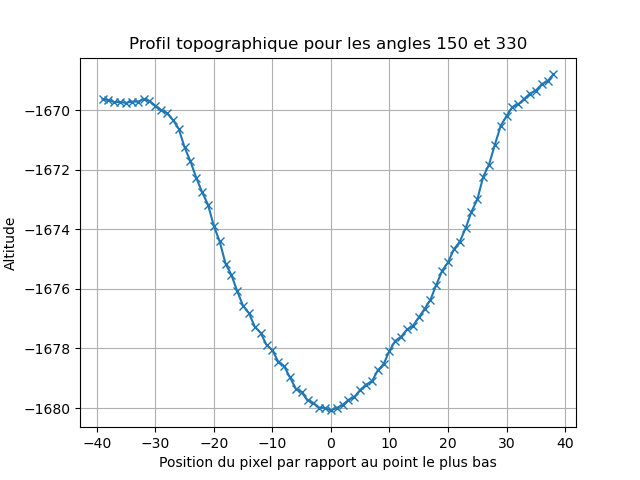 Profil topographique pour les angles 150 et 330
Altitude
−1670
−1672
−1674
−1676
−1678
−1680
−40 −30 −20 −10 0 10 20 30 40
Position du pixel par rapport au point le plus bas